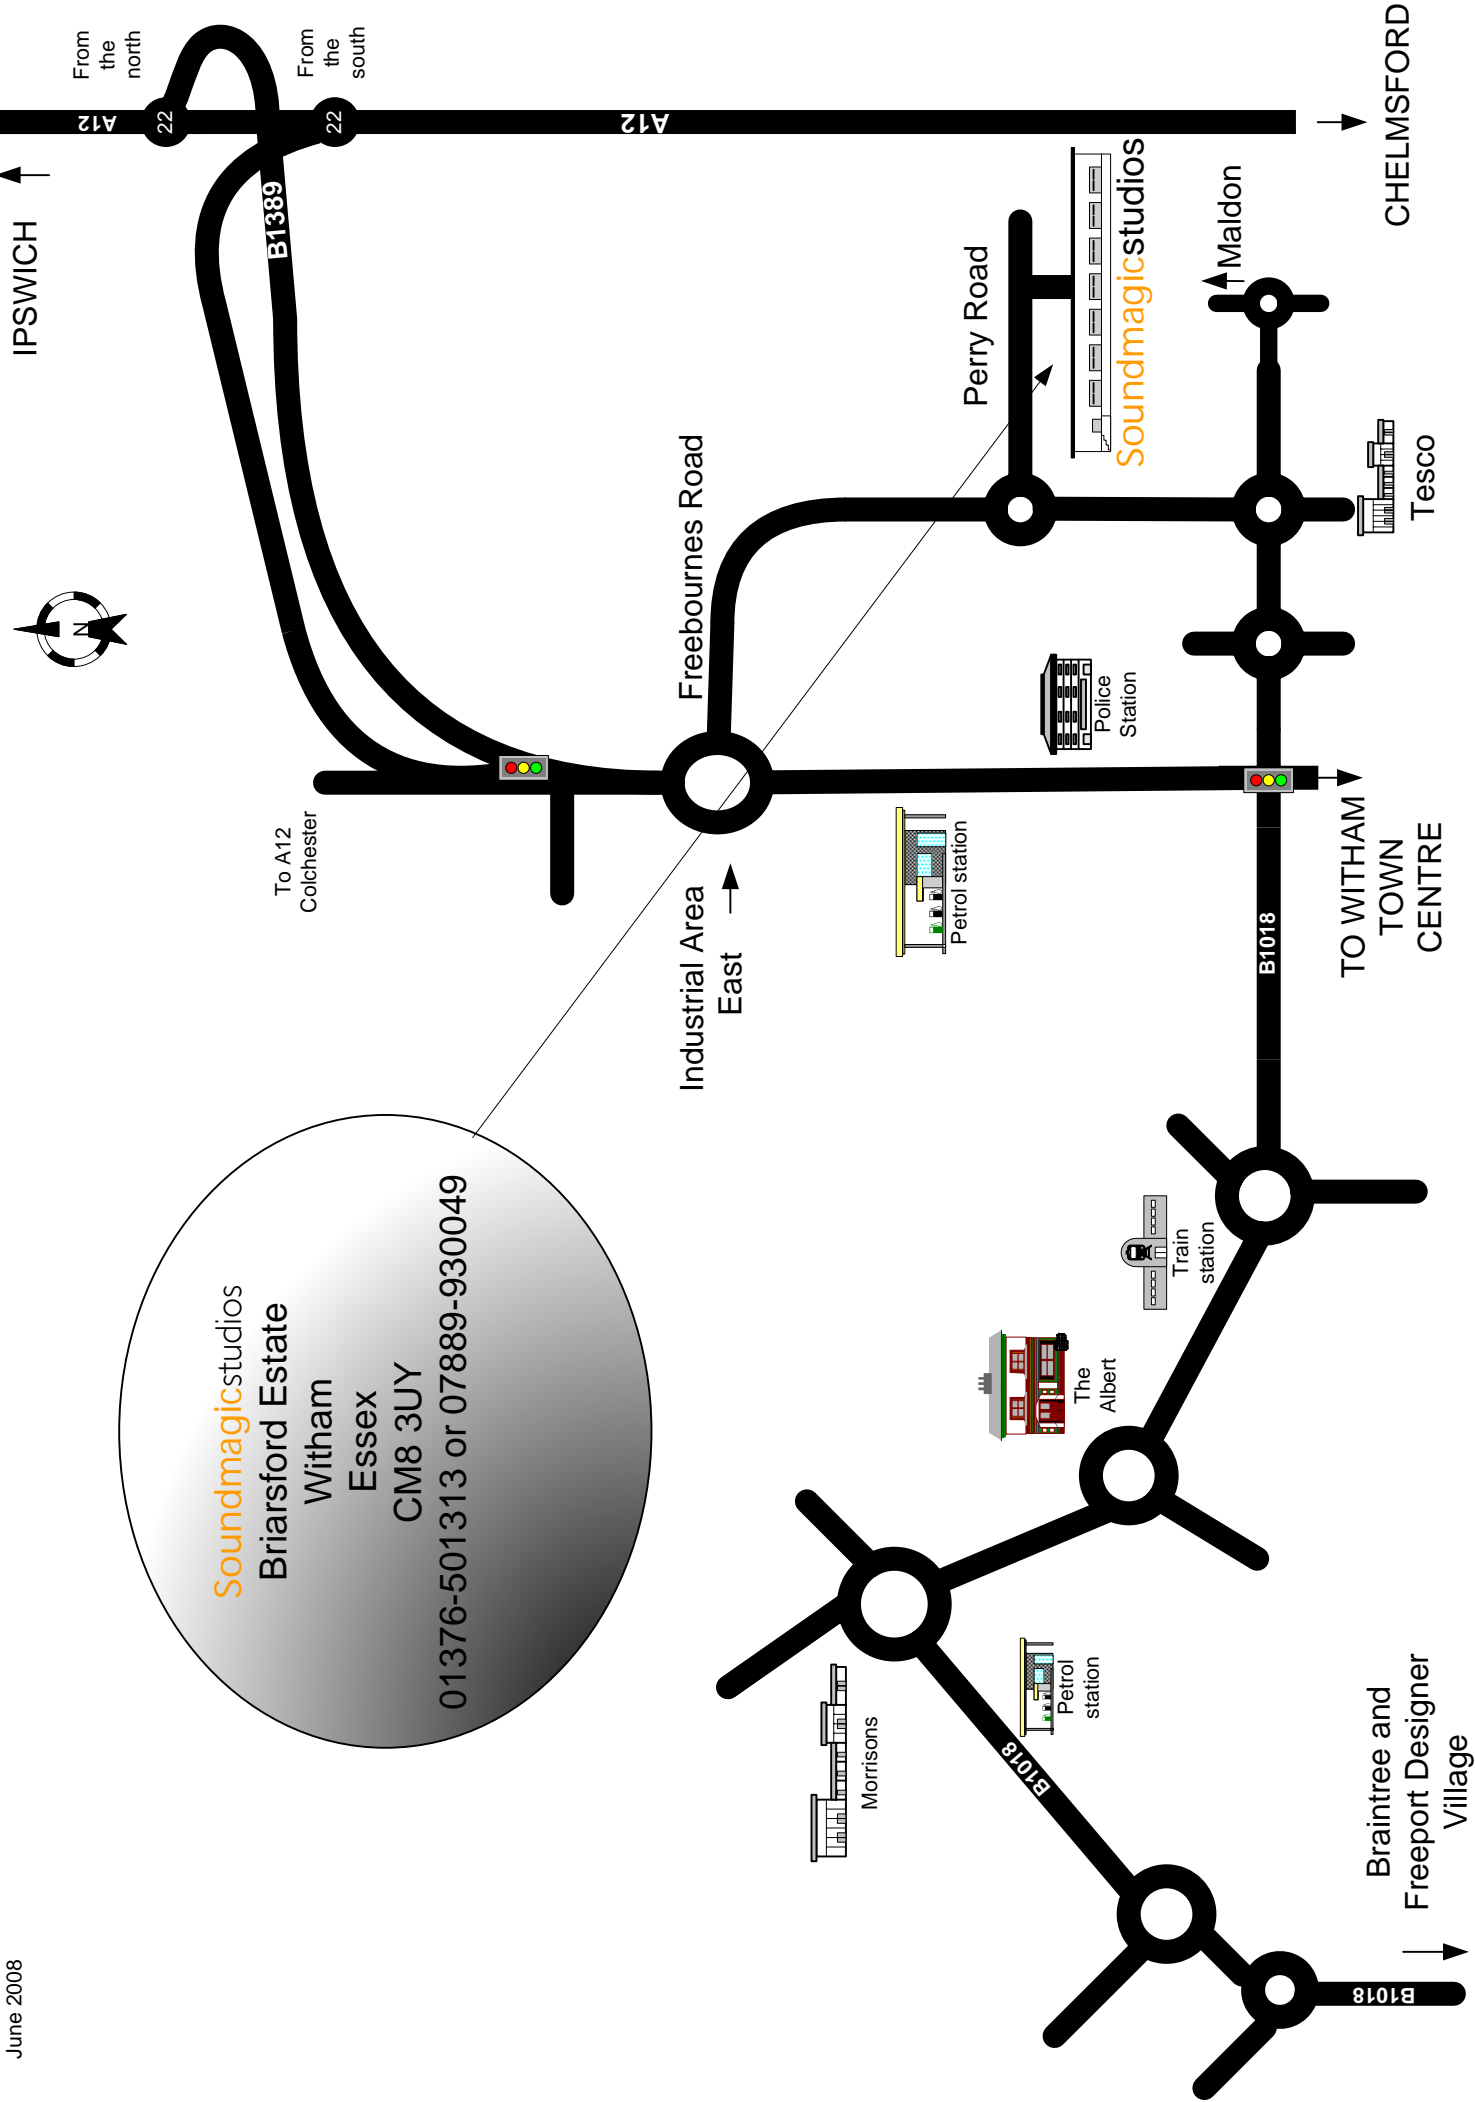 June 2008
Soundmagicstudios
Briarsford Estate
Witham
Essex
CM8 3UY
01376-501313 or 07889-930049
N
IPSWICH
From
the
north
From
the
south
A12
22
22
A12
B1389
To A12
Colchester
Freebournes Road
Industrial Area
East
Perry Road
Soundmagicstudios
Maldon
CHELMSFORD
Police
Station
Petrol station
Tesco
TO WITHAM
TOWN
CENTRE
B1018
Train
station
The
Albert
Morrisons
Petrol
station
B1018
B1018
Braintree and
Freeport Designer
Village